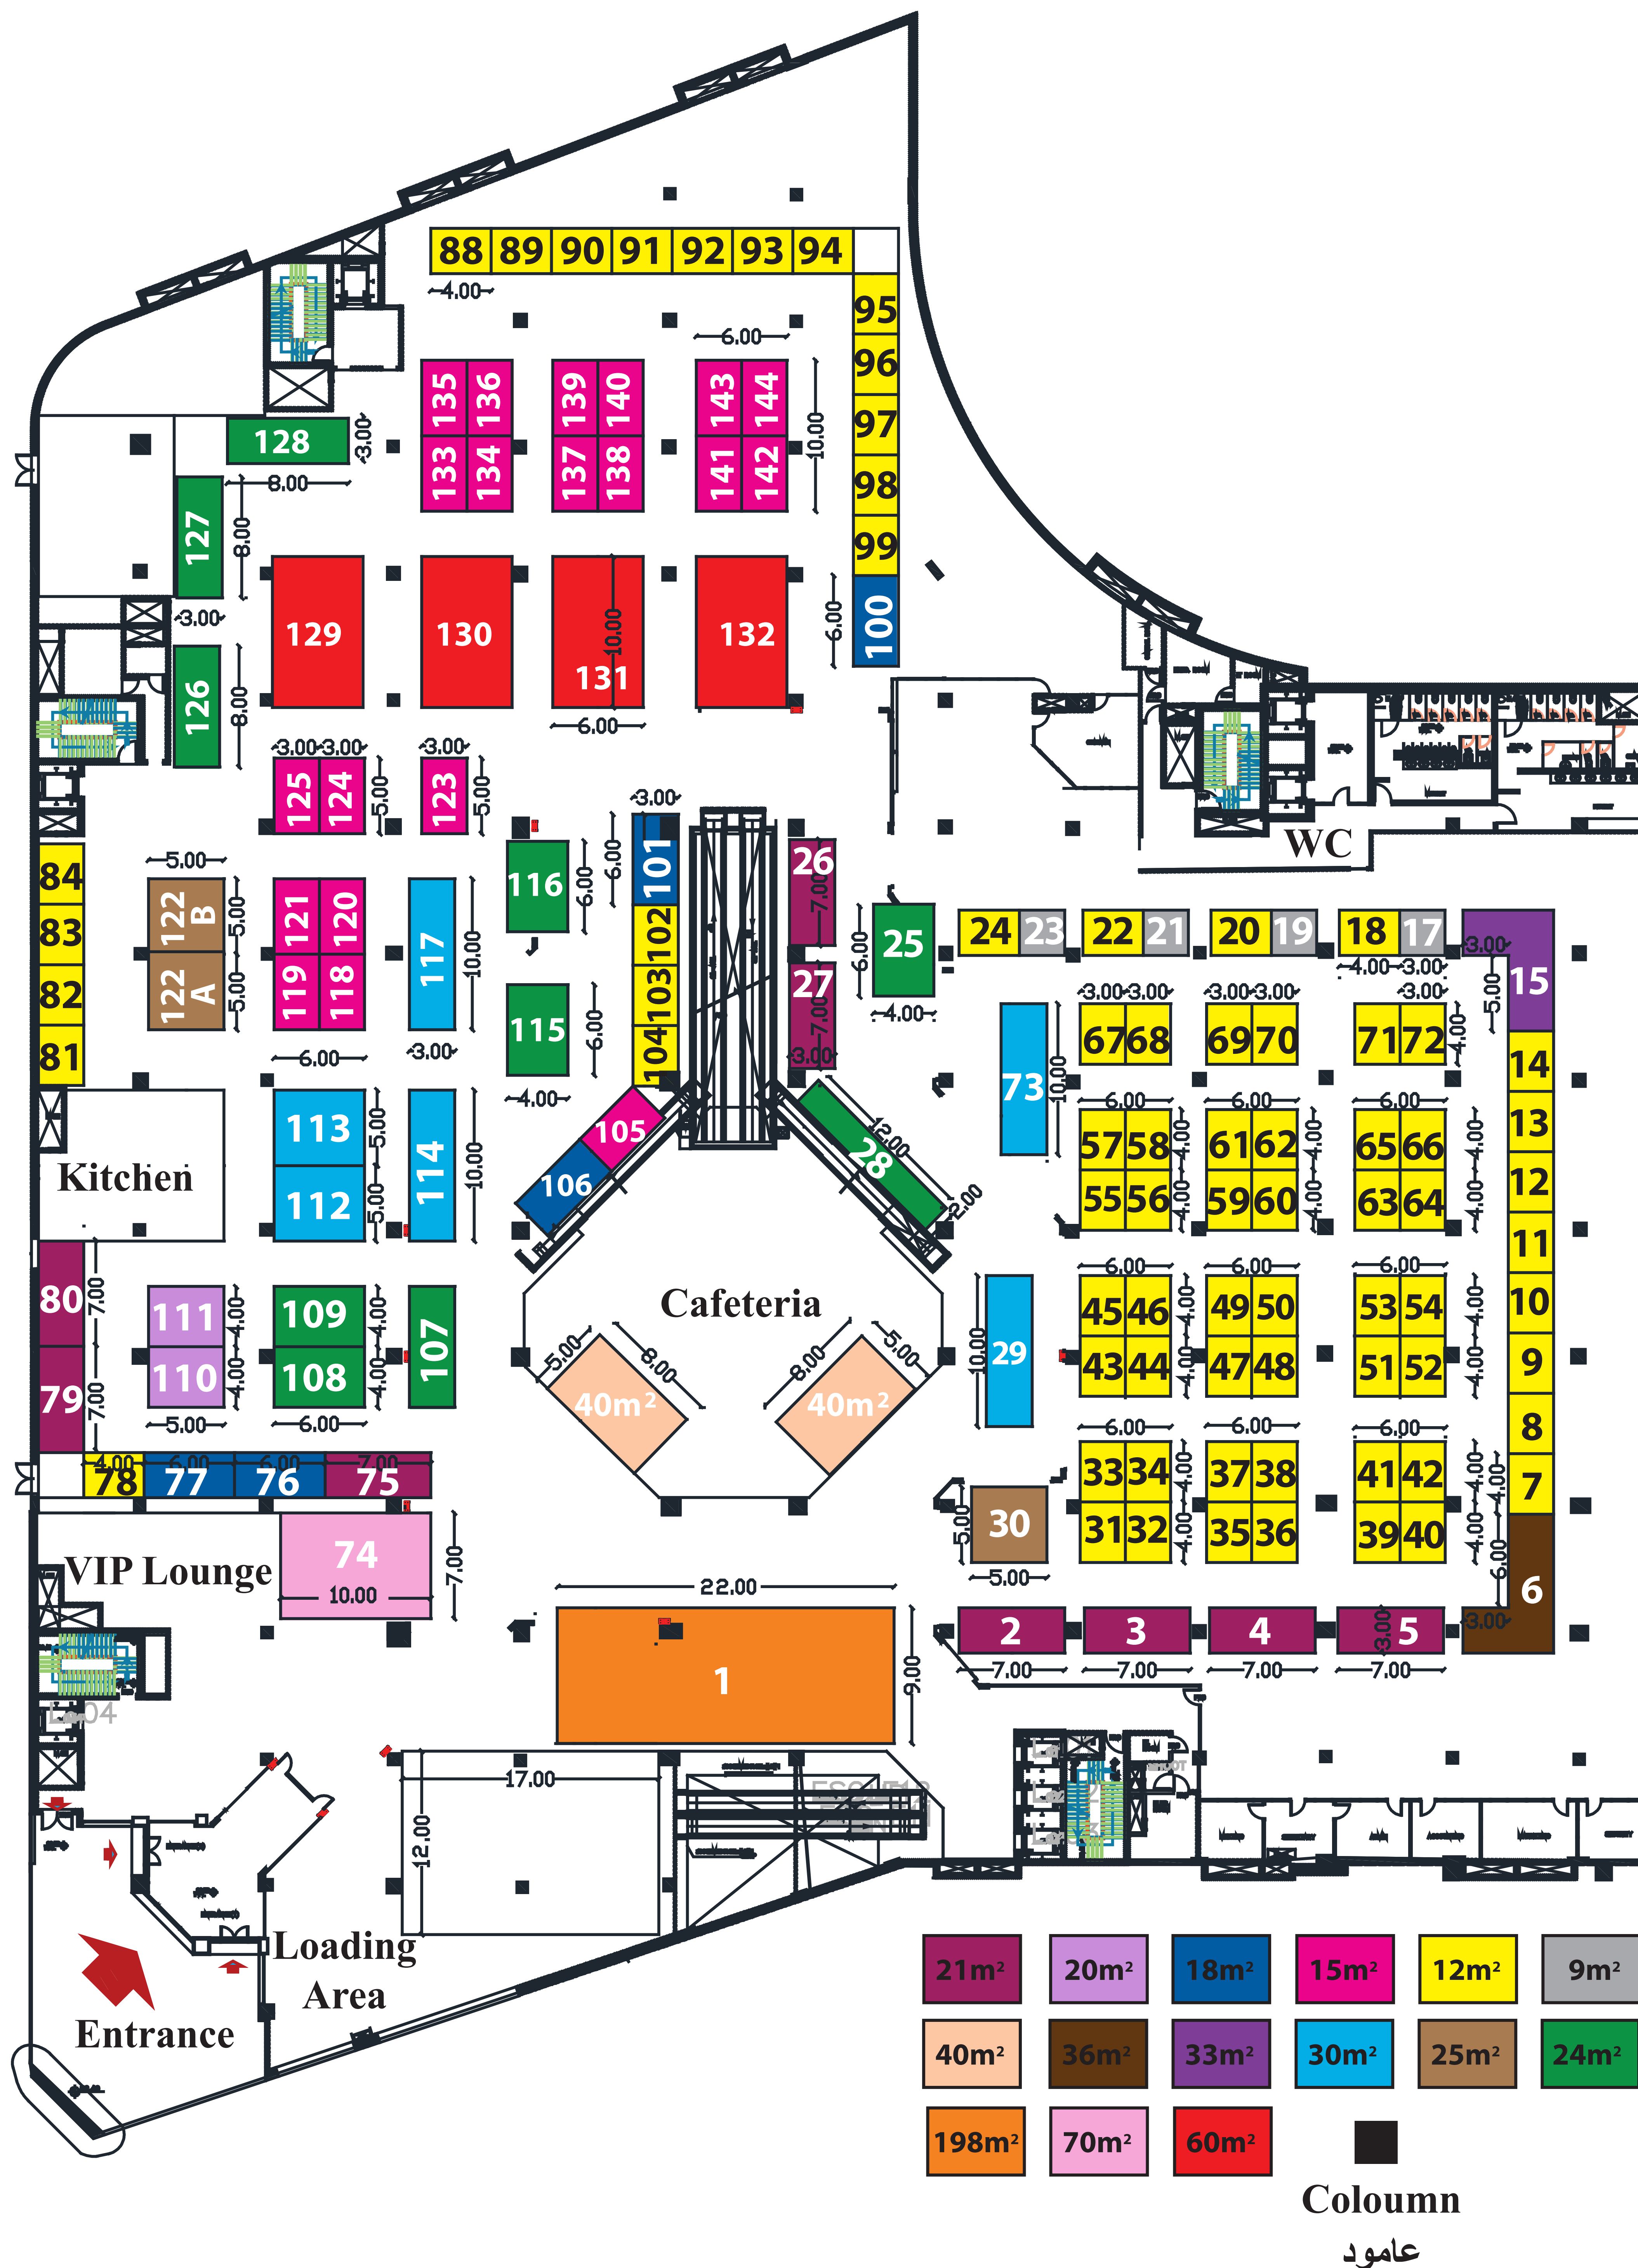 88 89 90 91 92 93 94
4.00
95
6.00
135 136 139 140 143 144
96
10.00
128 3.00
97
133 134 137 138 141 142
8.00
98
127 8.00
99
3.00
129 130 131 132
10.00
6.00 100
126 8.00
6.00
3.00 3.00 3.00
125 124 5.00 123 5.00
3.00
WC
84
5.00
122 B 5.00
121 120
117 10.00
116 6.00
6.00 101
26 7.00
83
102
25 6.00
24 23 22 21 20 19 18 17
3.00
4.00 3.00
15
5.00
82
122 A 5.00
119 118
103
27 7.00
4.00
3.00 3.00 3.00 3.00 3.00
115 6.00
67 68 69 70 71 72 4.00
81
104
3.00
14
6.00 3.00
73 10.00
4.00
6.00 6.00 6.00
13
113 5.00
114 10.00
105
12.00
28
57 58 4.00 61 62 4.00 65 66 4.00
Kitchen
12
112 5.00
106
2.00
55 56 4.00 59 60 4.00 63 64 4.00
11
80 7.00
6.00 6.00 6.00
111 4.00 109 4.00
107
Cafeteria
10
45 46 4.00 49 50 4.00 53 54 4.00
10.00 29
9
110 4.00 108 4.00
5.00 8.00 8.00 5.00
43 44 4.00 47 48 4.00 51 52 4.00
79 7.00
40m²
40m²
5.00 6.00
8
6.00 6.00 6.00
4.00 6.00 6.00 7.00
78 77 76 75
33 34 4.00 37 38 4.00 41 42 4.00 4.00 7
5.00 30
31 32 4.00 35 36 39 40 4.00
VIP Lounge
74 7.00
10.00
5.00
22.00
6.00 6
3.00
1 9.00
2 3 4 5
3.00
7.00 7.00 7.00 7.00
17.00
12.00
Loading
Area
Entrance
21m² 20m² 18m² 15m² 12m² 9m²
40m² 36m² 33m² 30m² 25m² 24m²
198m² 70m² 60m²
Coloumn
عامود